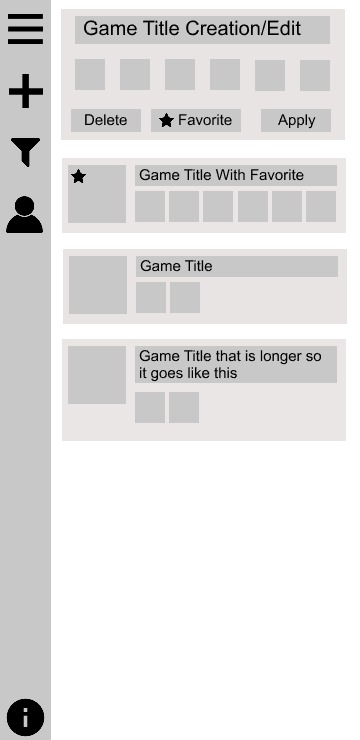 Game Title Creation/Edit
Delete
Favorite
Apply
Game Title With Favorite
Game Title
Game Title that is longer so
it goes like this